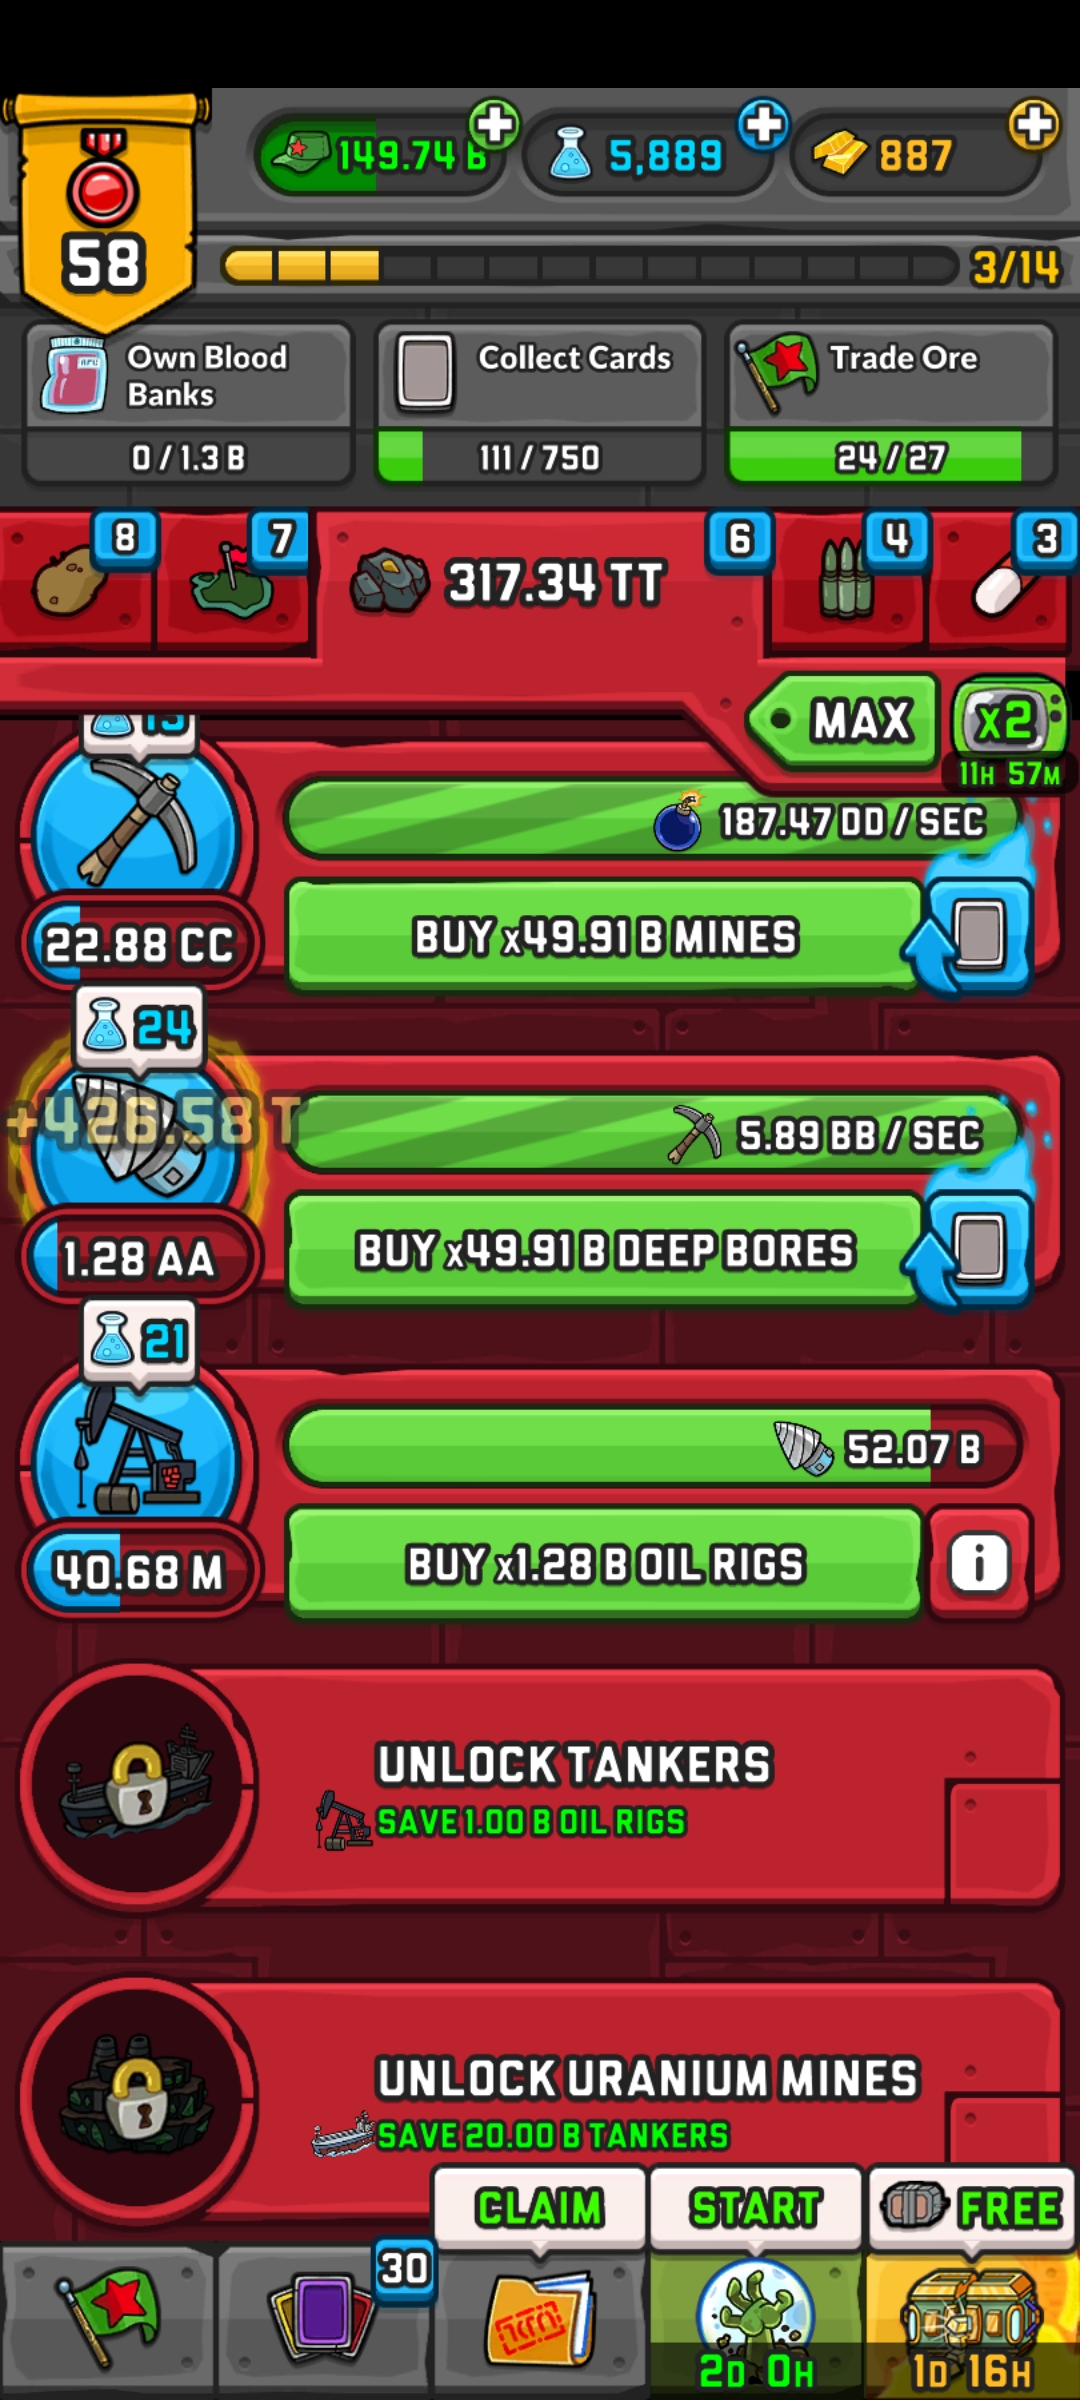 149.74 B
5,889
887
58
3/14
Own Blood
Banks
Collect Cards
Trade Ore
0 / 1.3 B
111 / 750
24 / 27
8
7
317.34 TT
6
4
3
MAX
x2
11H 57M
187.47 DD / SEC
22.88 CC
BUY x49.91 B MINES
24
+426.58 T
5.89 BB / SEC
1.28 AA
BUY x49.91 B DEEP BORES
21
52.07 B
40.68 M
BUY x1.28 B OIL RIGS
i
UNLOCK TANKERS
SAVE 1.00 B OIL RIGS
UNLOCK URANIUM MINES
SAVE 20.00 B TANKERS
CLAIM
START
FREE
30
2D 0H
1D 16H